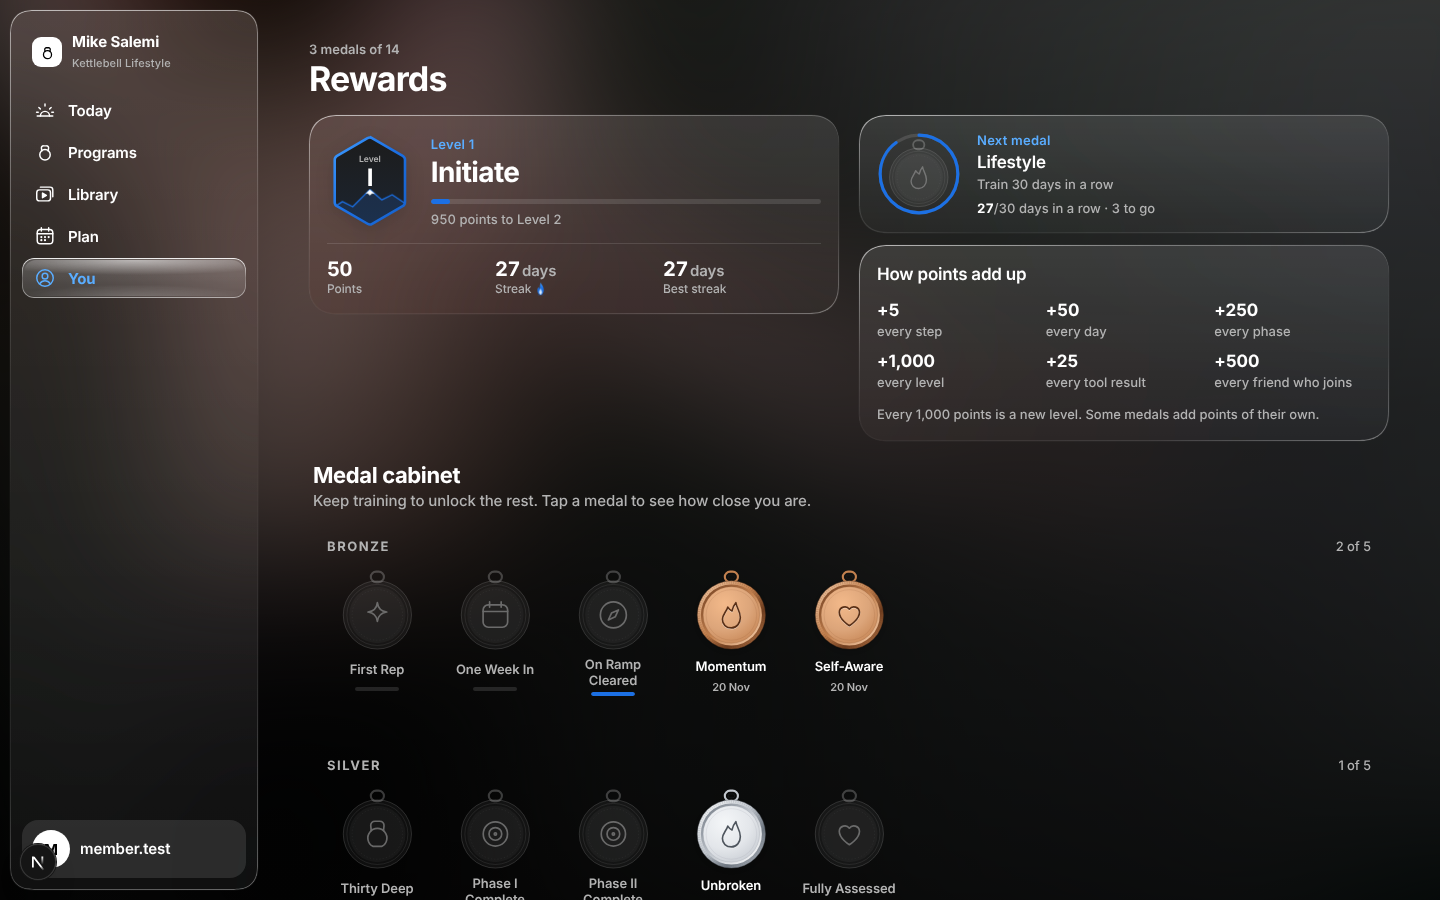 Mike Salemi
Kettlebell Lifestyle
Today
Programs
Library
Plan
You
member.test
N
3 medals of 14
Rewards
Level
I
Level 1
Initiate
950 points to Level 2
50
Points
27 days
Streak
27 days
Best streak
Next medal
Lifestyle
Train 30 days in a row
27/30 days in a row · 3 to go
How points add up
+5
every step
+50
every day
+250
every phase
+1,000
every level
+25
every tool result
+500
every friend who joins
Every 1,000 points is a new level. Some medals add points of their own.
Medal cabinet
Keep training to unlock the rest. Tap a medal to see how close you are.
BRONZE
2 of 5
First Rep
One Week In
On Ramp
Cleared
Momentum
20 Nov
Self-Aware
20 Nov
SILVER
1 of 5
Thirty Deep
Phase I
Complete
Phase II
Complete
Unbroken
Fully Assessed